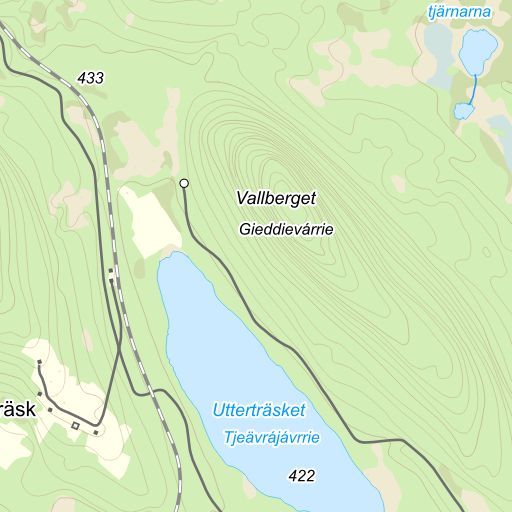 tjärnarna
433
Vallberget
Gieddievárrie
räsk
Utterträsket
Tjeävrájávrrie
422